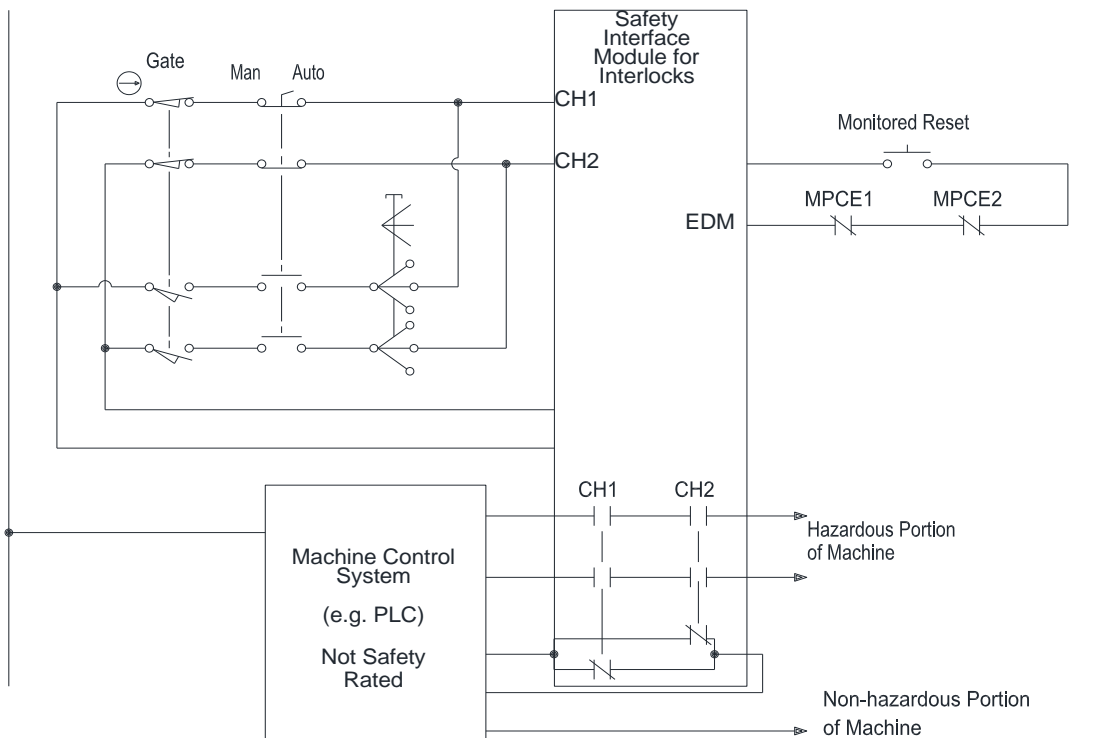 Safety
Interface
Module for
Interlocks
Gate
Man
Auto
CH1
CH2
Monitored Reset
MPCE1
MPCE2
EDM
CH1
CH2
Hazardous Portion
of Machine
Machine Control
System
(e.g. PLC)
Not Safety
Rated
Non-hazardous Portion
of Machine